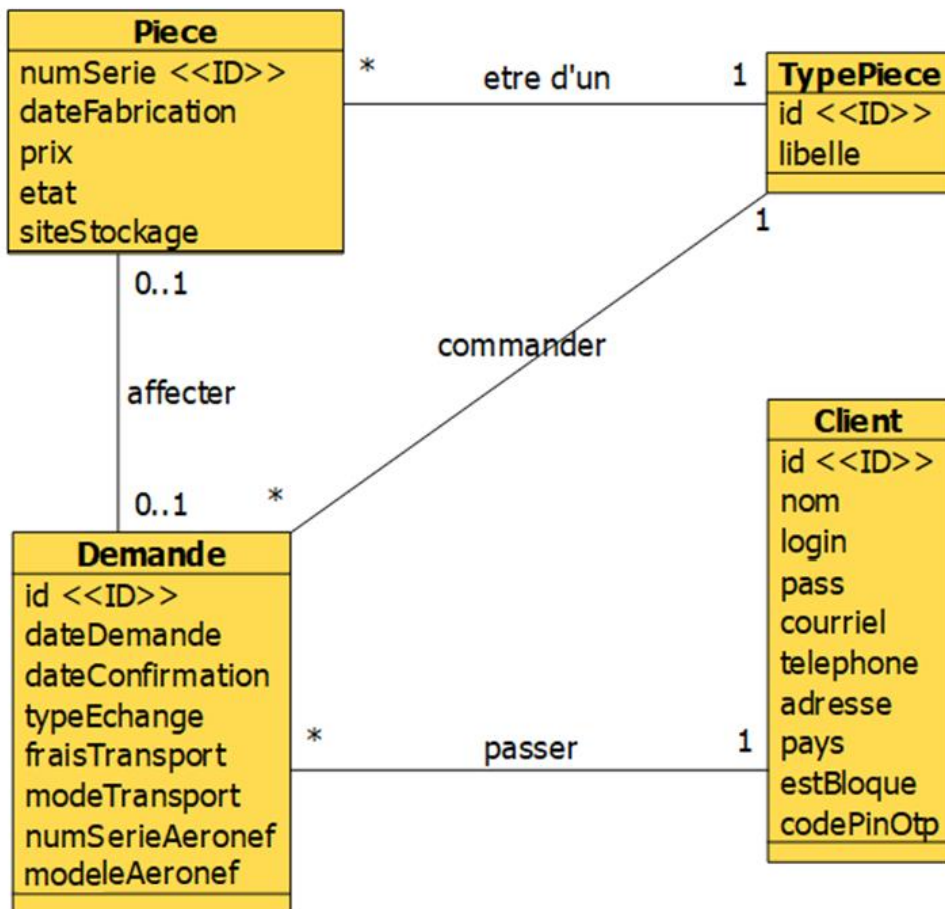 Piece
numSerie <<ID>>
dateFabrication
prix
etat
siteStockage
*
etre d'un
1
TypePiece
id <<ID>>
libelle
1
0..1
commander
affecter
0..1
*
Client
id <<ID>>
nom
login
pass
courriel
telephone
adresse
pays
estBloque
codePinOtp
Demande
id <<ID>>
dateDemande
dateConfirmation
typeEchange
fraisTransport
modeTransport
numSerieAeronef
modeleAeronef
*
passer
1